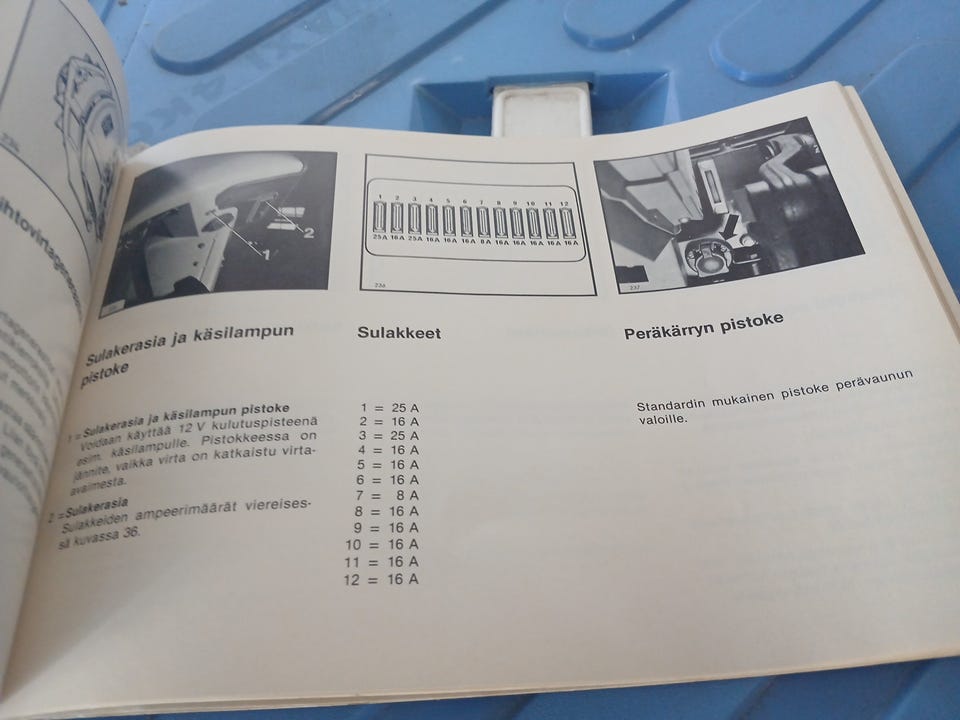 234
ihtovirtageno
1
2
1 2 3 4 5 6 7 8 9 10 11 12
25A 16A 25A 16A 16A 16A 8A 16A 16A 16A 16A 16A
236
237
Sulakerasia ja käsilampun
pistoke
1 = Sulakerasia ja käsilampun pistoke
Voidaan käyttää 12 V kulutuspisteenä
esim. käsilampulle. Pistokkeessa on
jännite, vaikka virta on katkaistu virta-
avaimesta.
2 = Sulakerasia
Sulakkeiden ampeerimäärät viereises-
sä kuvassa 36.
Sulakkeet
1 = 25 A
2 = 16 A
3 = 25 A
4 = 16 A
5 = 16 A
6 = 16 A
7 = 8 A
8 = 16 A
9 = 16 A
10 = 16 A
11 = 16 A
12 = 16 A
Peräkärryn pistoke
Standardin mukainen pistoke perävaunun
valoille.